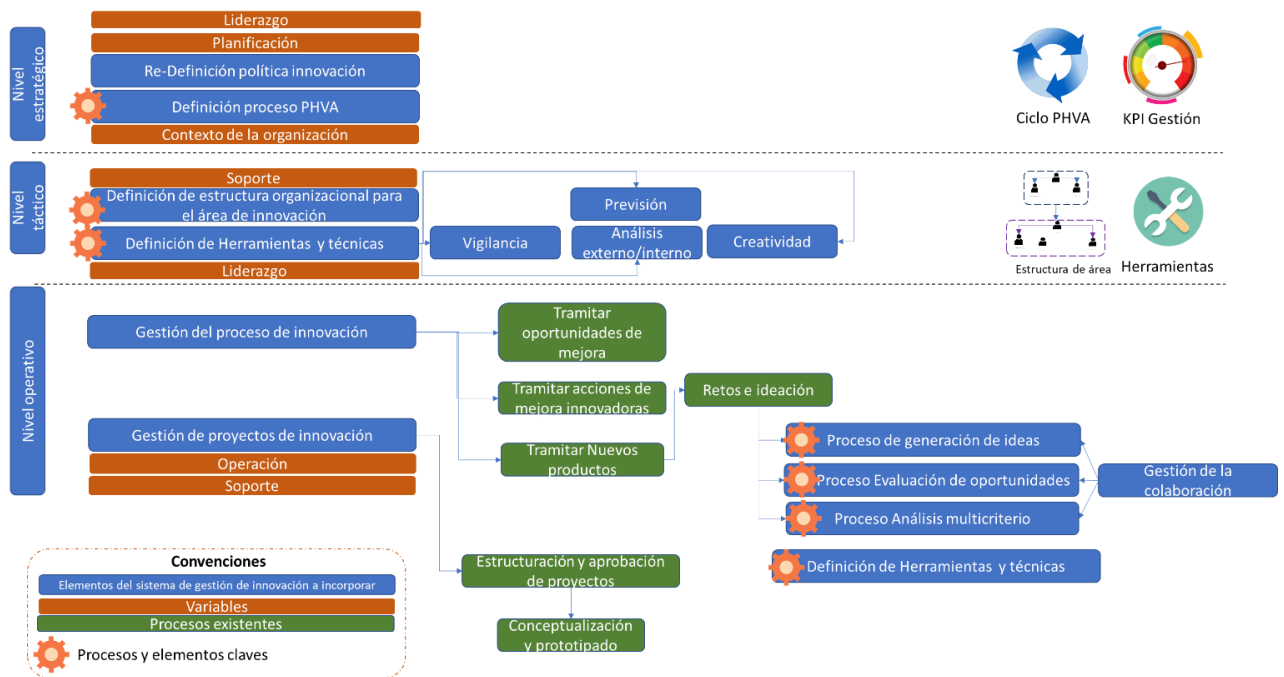 Nivel
estratégico
Liderazgo
Planificación
Re-Definición política innovación
Definición proceso PHVA
Contexto de la organización
Ciclo PHVA
KPI Gestión
Nivel
táctico
Soporte
Definición de estructura organizacional para
el área de innovación
Definición de Herramientas y técnicas
Liderazgo
Previsión
Vigilancia
Análisis
externo/interno
Creatividad
Estructura de área
Herramientas
Nivel operativo
Gestión del proceso de innovación
Tramitar
oportunidades de
mejora
Tramitar acciones de
mejora innovadoras
Retos e ideación
Gestión de proyectos de innovación
Operación
Soporte
Tramitar Nuevos
productos
Proceso de generación de ideas
Proceso Evaluación de oportunidades
Proceso Análisis multicriterio
Gestión de la
colaboración
Definición de Herramientas y técnicas
Estructuración y aprobación
de proyectos
Conceptualización
y prototipado
Convenciones
Elementos del sistema de gestión de innovación a incorporar
Variables
Procesos existentes
Procesos y elementos claves